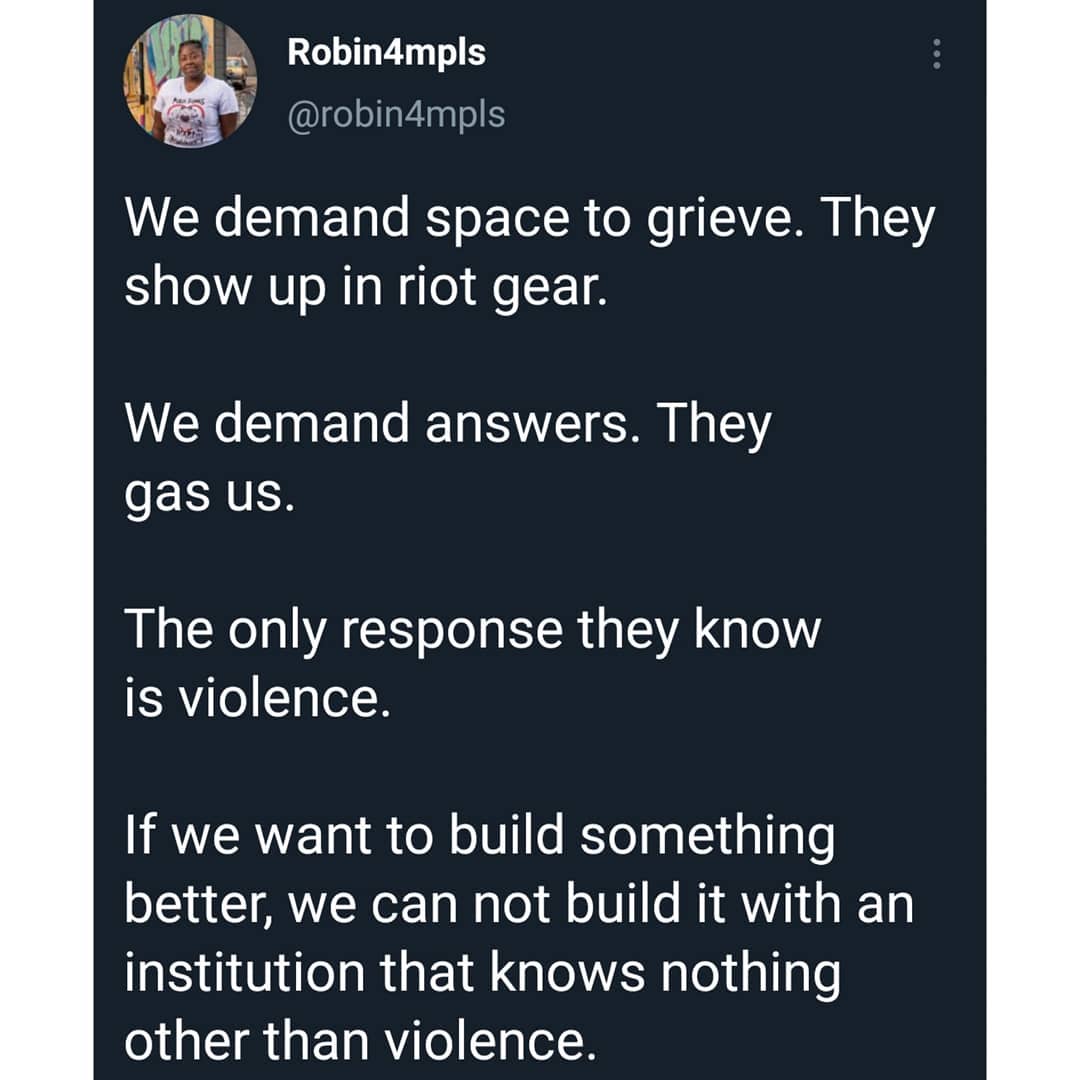 Robin4mpls
@robin4mpls
We demand space to grieve. They
show up in riot gear.
We demand answers. They
gas us.
The only response they know
is violence.
If we want to build something
better, we can not build it with an
institution that knows nothing
other than violence.